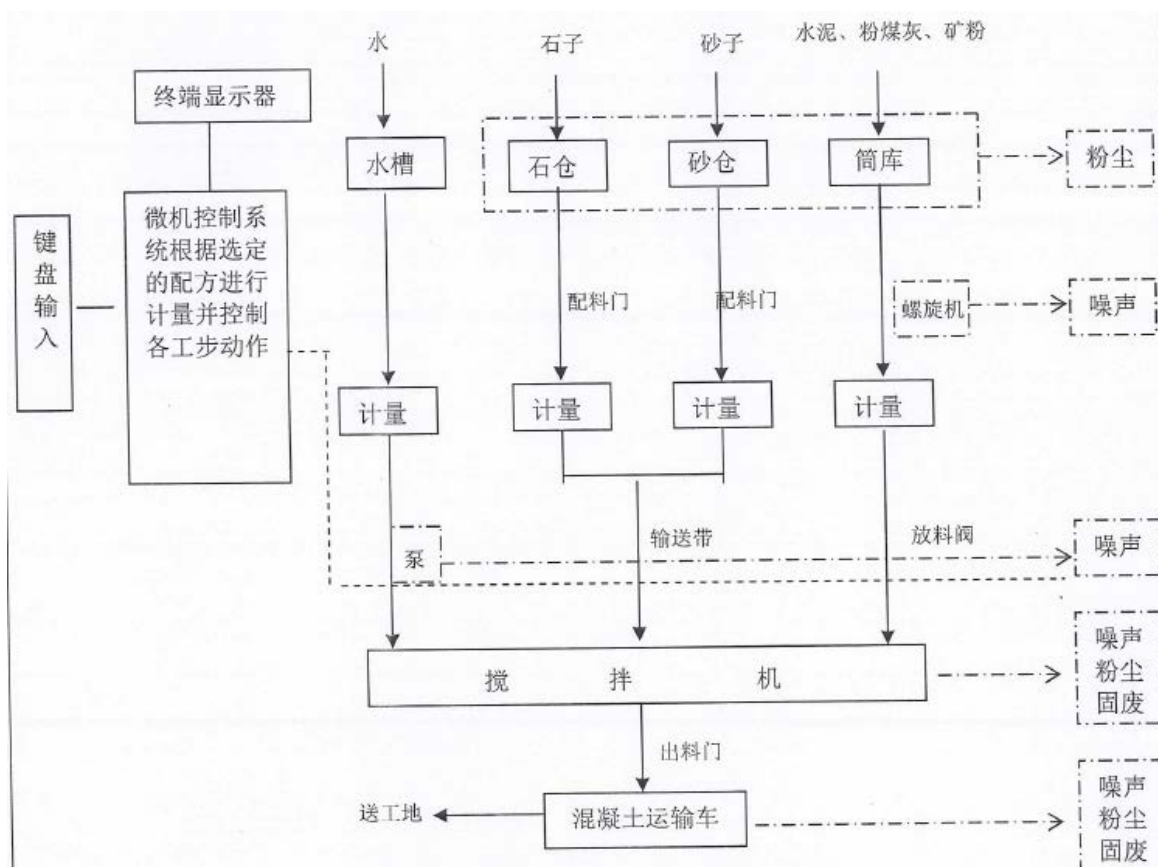 水
石子
砂子
水泥、粉煤灰、矿粉
终端显示器
水槽
石仓
砂仓
筒库
粉尘
键
盘
输
入
微机控制系
统根据选定
的配方进行
计量并控制
各工步动作
配料门
配料门
螺旋机
噪声
计量
计量
计量
计量
泵
输送带
放料阀
噪声
搅 拌 机
噪声
粉尘
固废
出料门
送工地
混凝土运输车
噪声
粉尘
固废